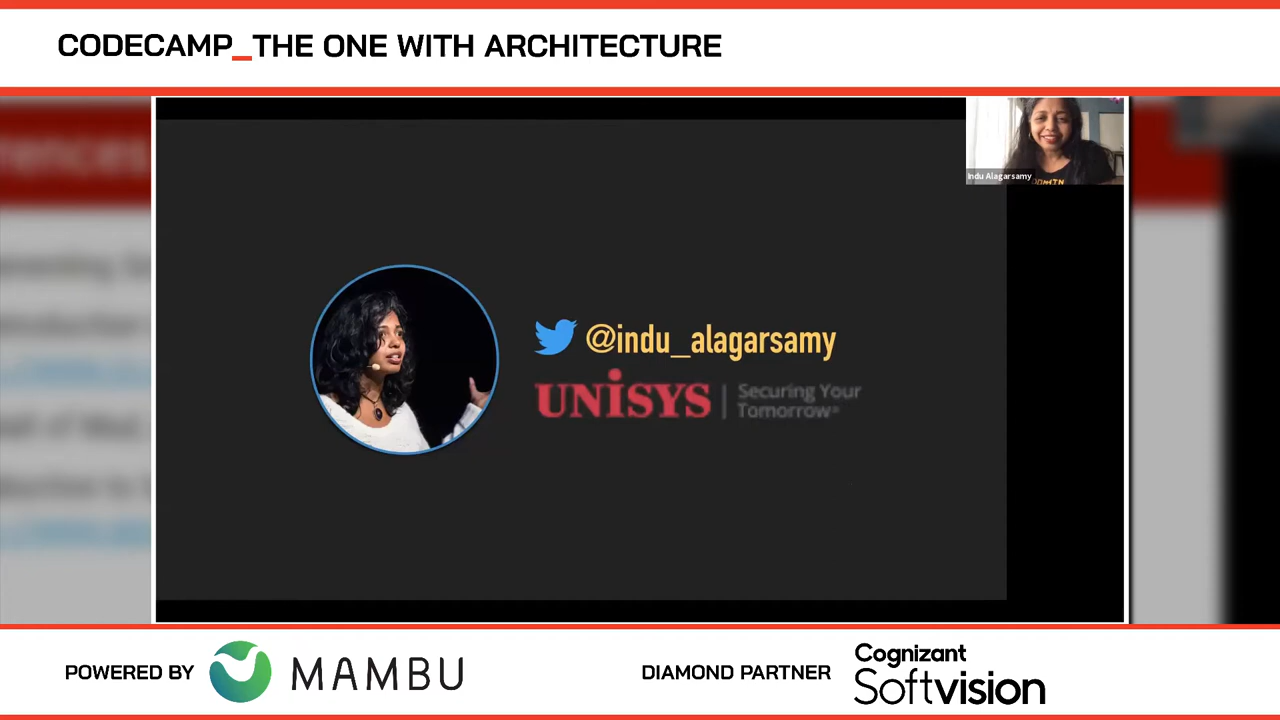 CODECAMP_THE ONE WITH ARCHITECTURE
Indu Alagarsamy
@indu_alagarsamy
UNISYS | Securing Your
Tomorrow®
POWERED BY MAMBU
DIAMOND PARTNER
Cognizant
Softvision